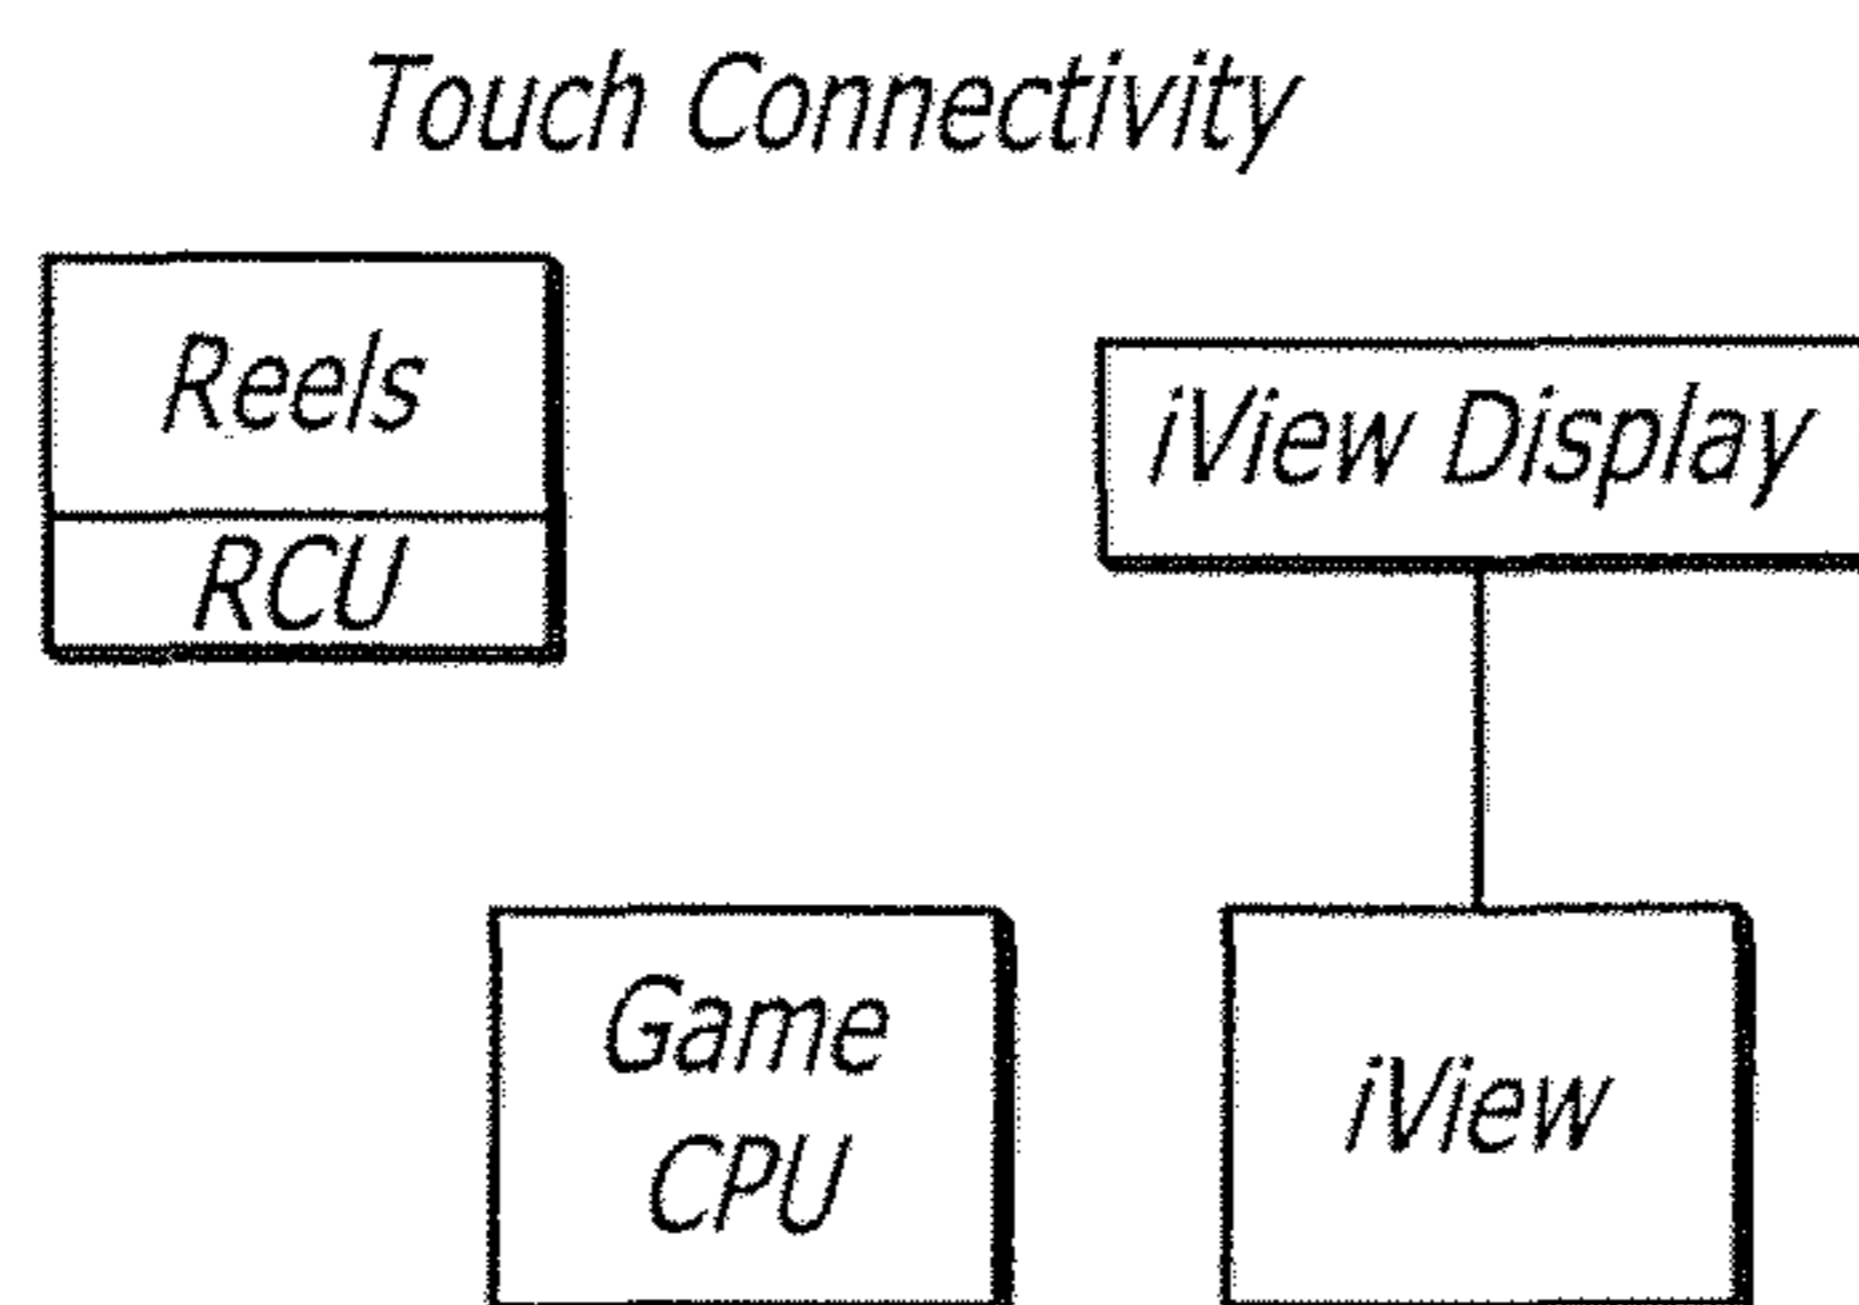 Touch Connectivity
Reels
RCU
iView Display
Game
CPU
iView